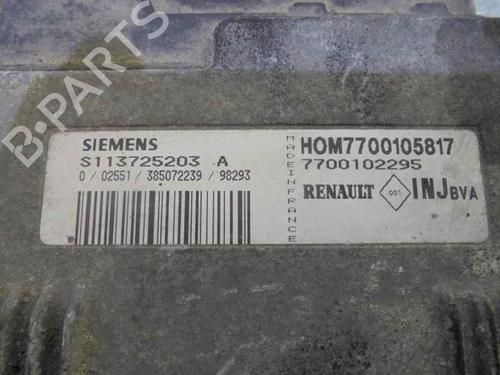 SIEMENS
S113725203 A
0 / 02551 / 385072239 / 98293
MADE IN FRANCE
HOM7700105817
7700102295
RENAULT 001 INJ BVA
B-PARTS